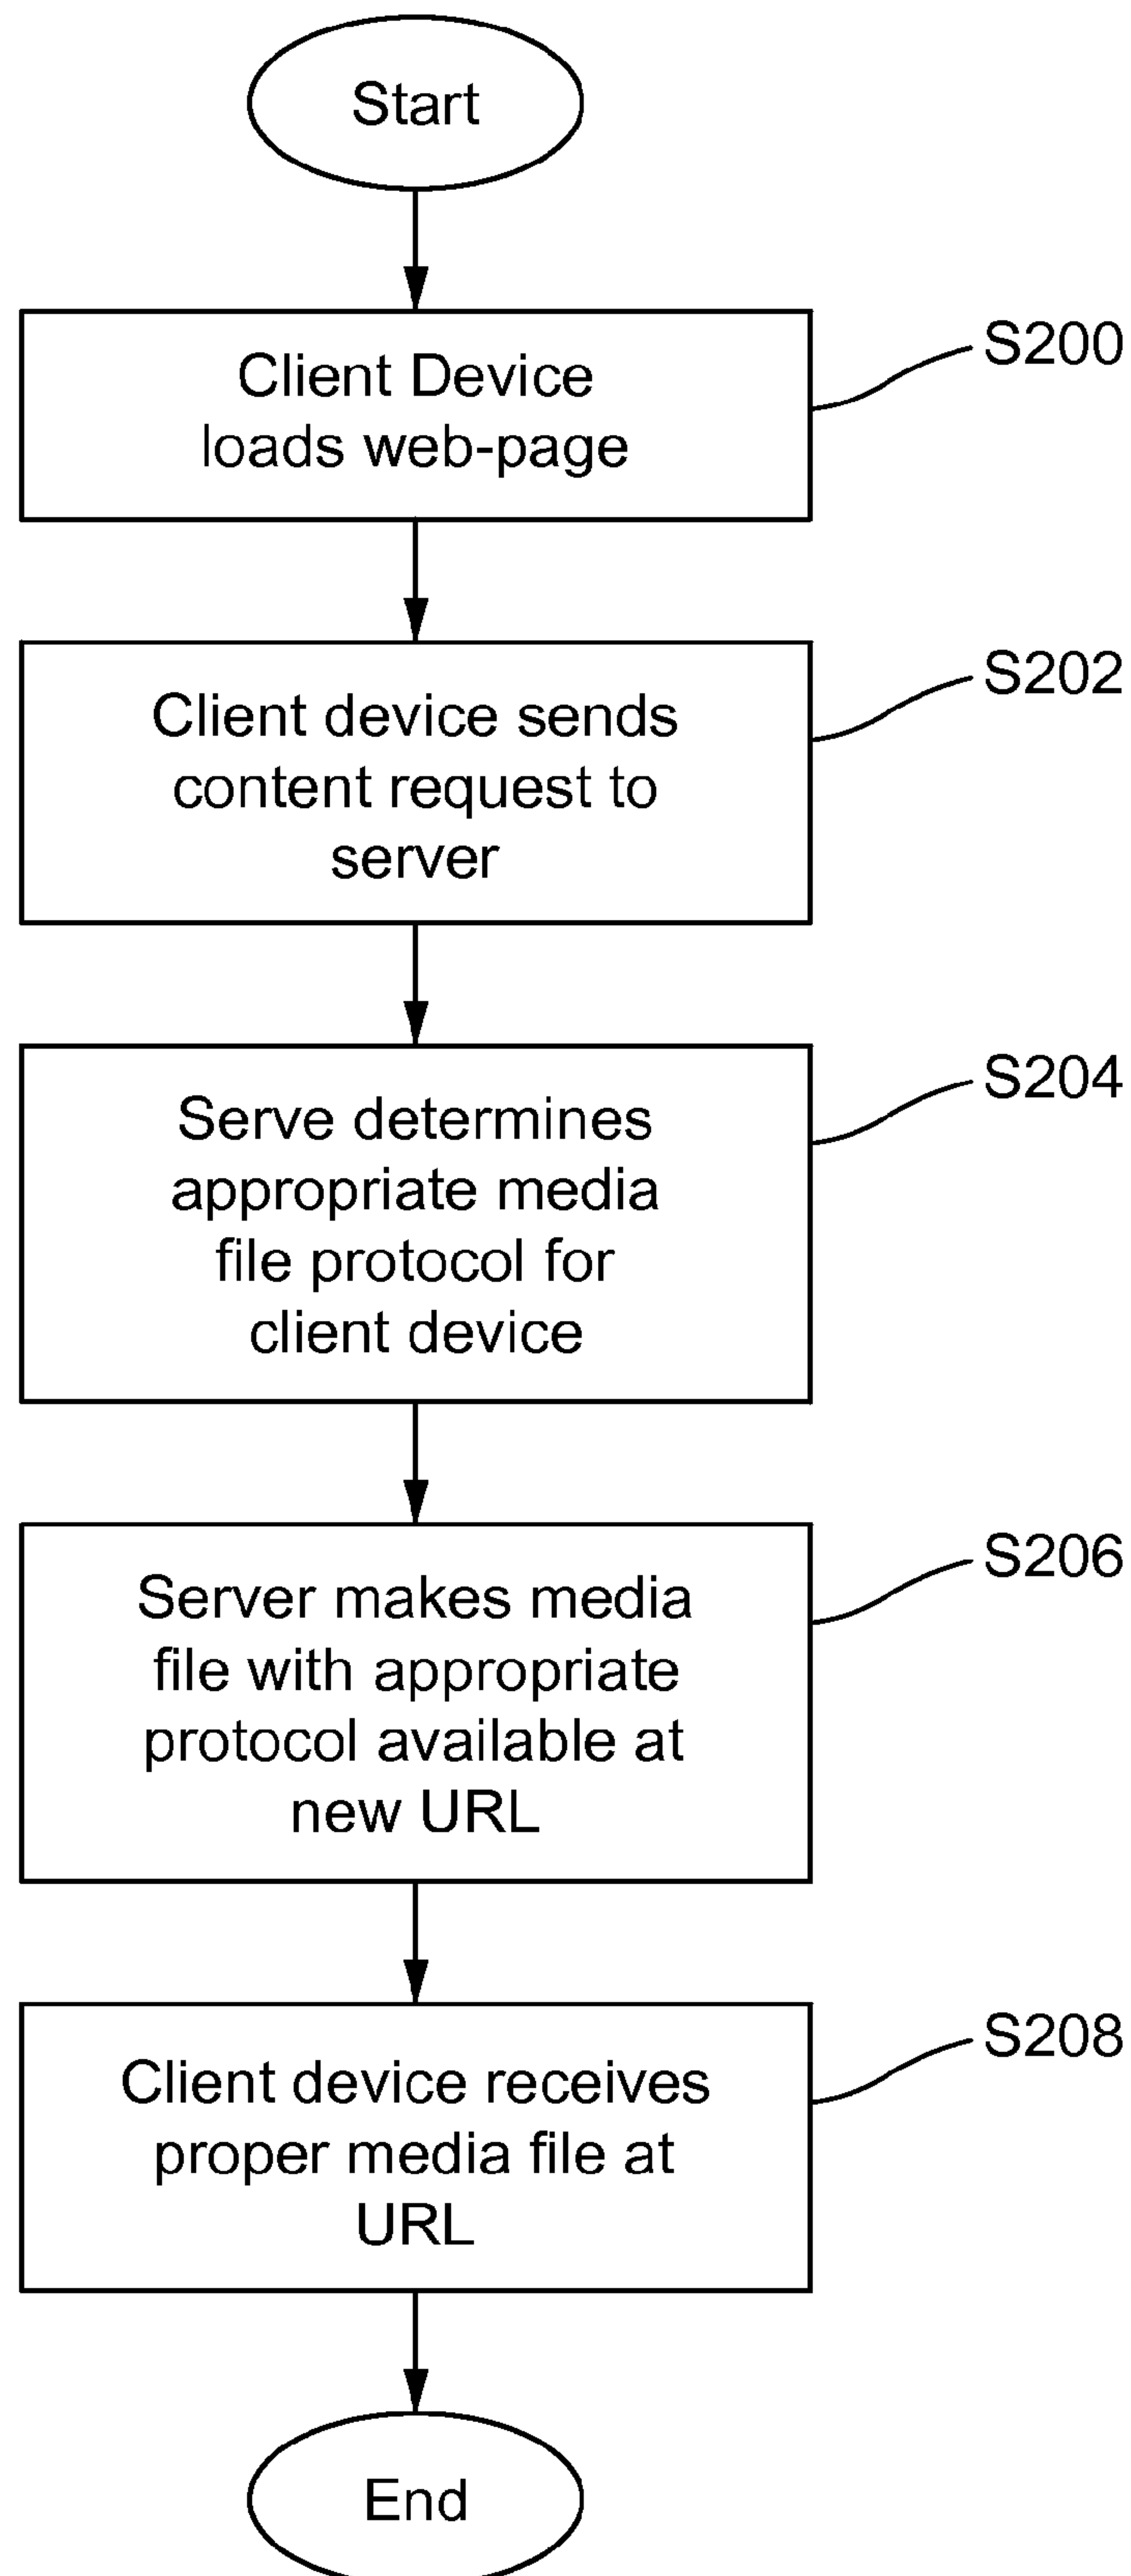 Start
Client Device
loads web-page
S200
Client device sends
content request to
server
S202
Serve determines
appropriate media
file protocol for
client device
S204
Server makes media
file with appropriate
protocol available at
new URL
S206
Client device receives
proper media file at
URL
S208
End